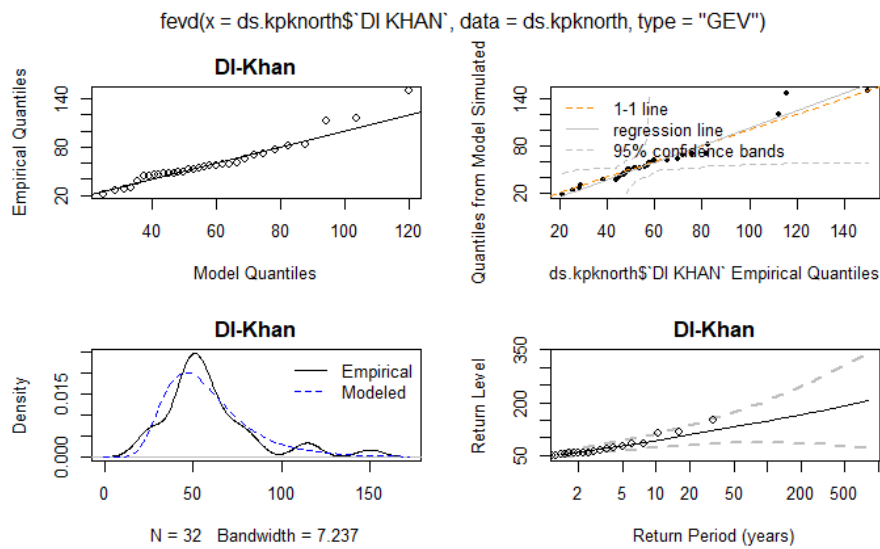 fevd(x = ds.kpknorth$`DI KHAN`, data = ds.kpknorth, type = "GEV")
DI-Khan
Empirical Quantiles
20
80
140
40
60
80
100
120
Model Quantiles
Quantiles from Model Simulated
20
80
140
1-1 line
regression line
95% confidence bands
20
40
60
80
100
120
140
ds.kpknorth$`DI KHAN` Empirical Quantiles
DI-Khan
Density
0.000
0.015
Empirical
Modeled
0
50
100
150
N = 32 Bandwidth = 7.237
DI-Khan
Return Level
50
200
350
2
5
10
20
50
200
500
Return Period (years)